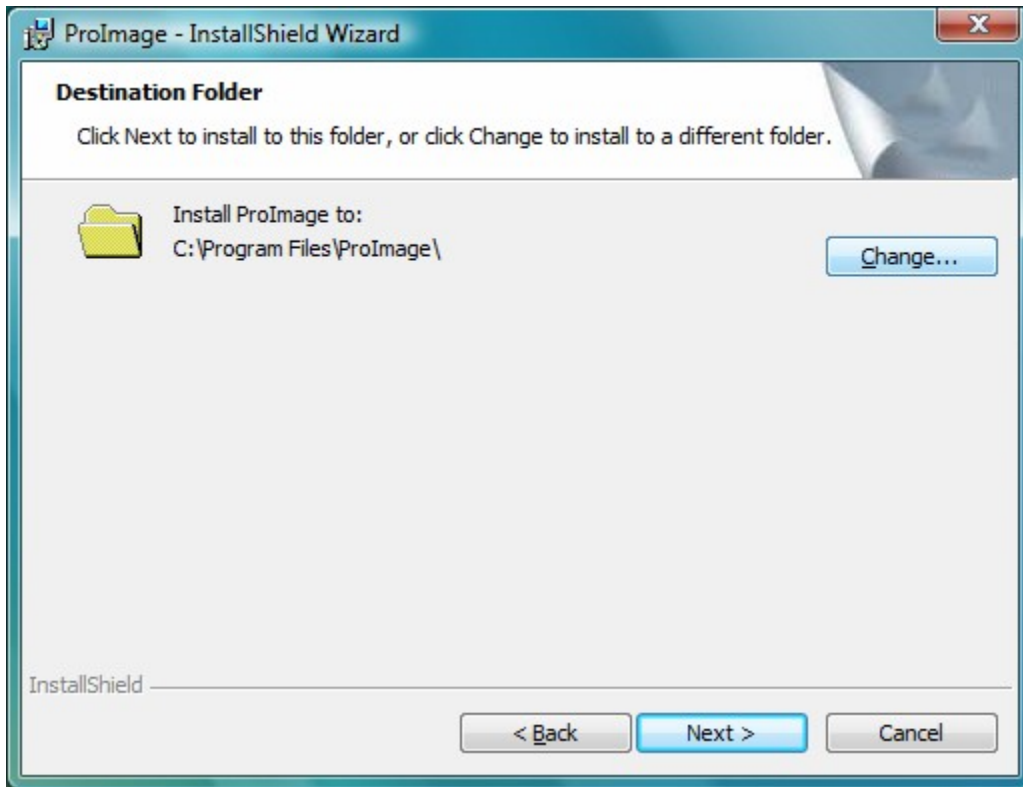 ProImage - InstallShield Wizard
Destination Folder
Click Next to install to this folder, or click Change to install to a different folder.
Install ProImage to:
C:\Program Files\ProImage\
Change...
InstallShield
< Back
Next >
Cancel